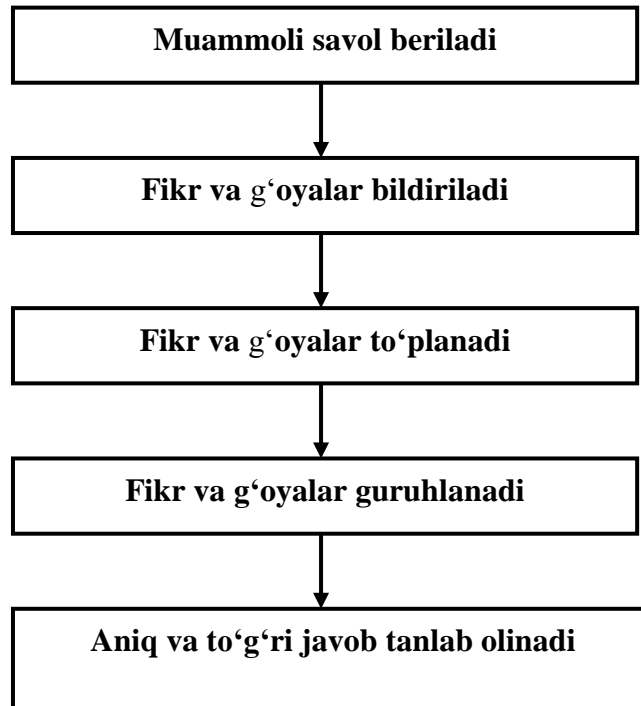 Muammoli savol beriladi
Fikr va g‘oyalar bildiriladi
Fikr va g‘oyalar to‘planadi
Fikr va g‘oyalar guruhlanadi
Aniq va to‘g‘ri javob tanlab olinadi